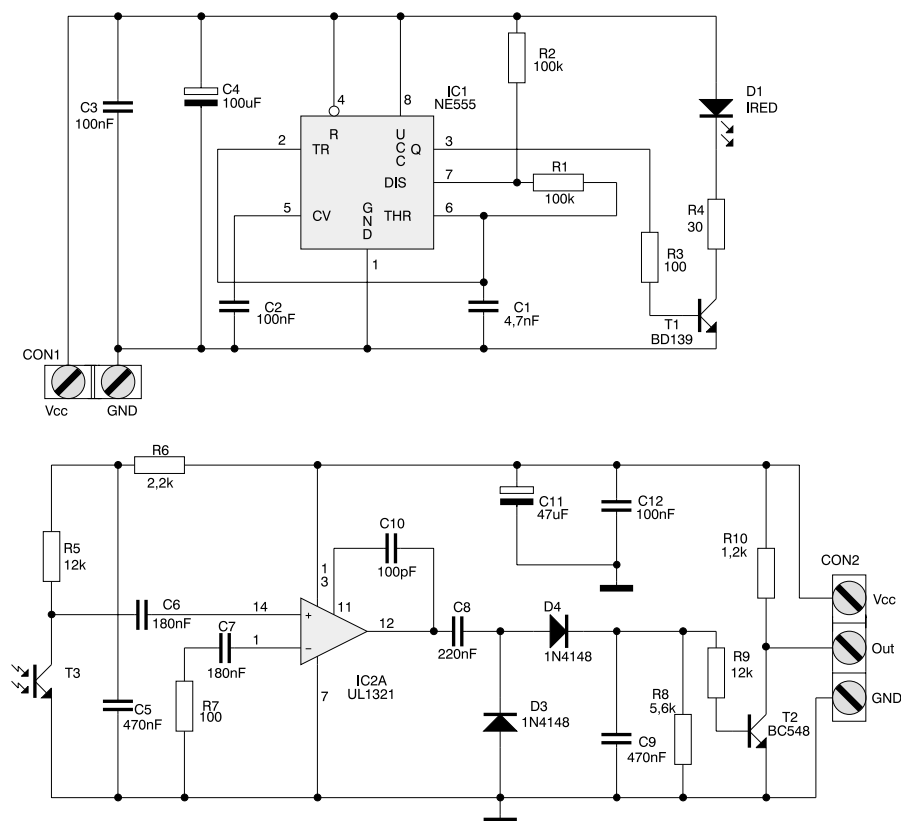 C3
100nF
C4
100uF
4
8
IC1
NE555
R2
100k
D1
IRED
R
UCC
Q
2
TR
3
DIS
7
R1
100k
5
CV
GND
THR
6
1
R4
30
R3
100
C2
100nF
C1
4,7nF
T1
BD139
CON1
Vcc
GND
R6
2,2k
C11
47uF
C12
100nF
C10
100pF
R5
12k
R10
1,2k
CON2
1
3
11
C6
180nF
14
+
12
C8
220nF
D4
1N4148
Vcc
C7
180nF
1
−
Out
T3
IC2A
UL1321
R9
12k
R7
100
7
R8
5,6k
GND
C5
470nF
D3
1N4148
C9
470nF
T2
BC548